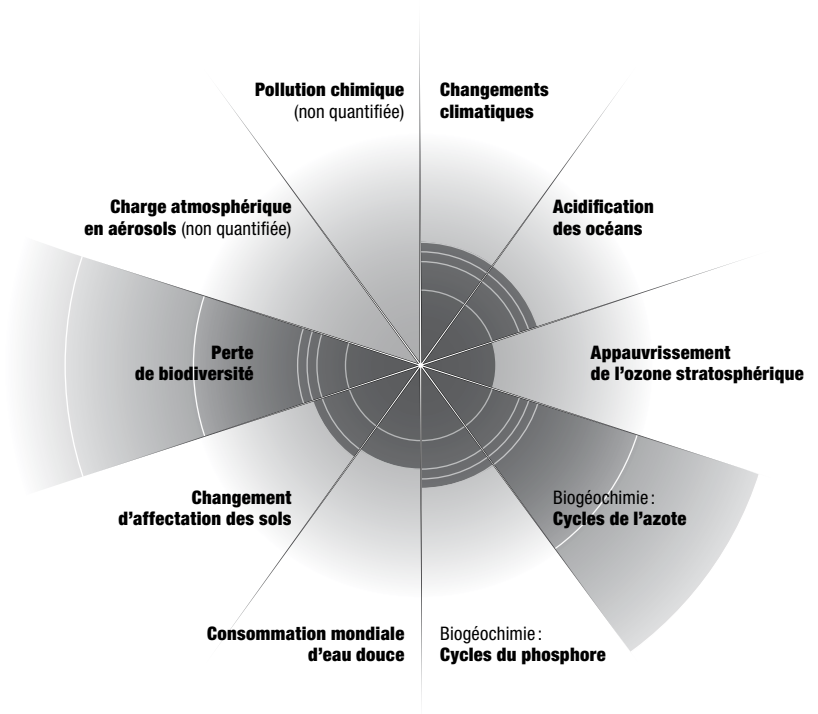 Pollution chimique
(non quantifiée)
Changements
climatiques
Charge atmosphérique
en aérosols (non quantifiée)
Acidification
des océans
Perte
de biodiversité
Appauvrissement
de l’ozone stratosphérique
Changement
d’affectation des sols
Biogéochimie :
Cycles de l’azote
Consommation mondiale
d’eau douce
Biogéochimie :
Cycles du phosphore